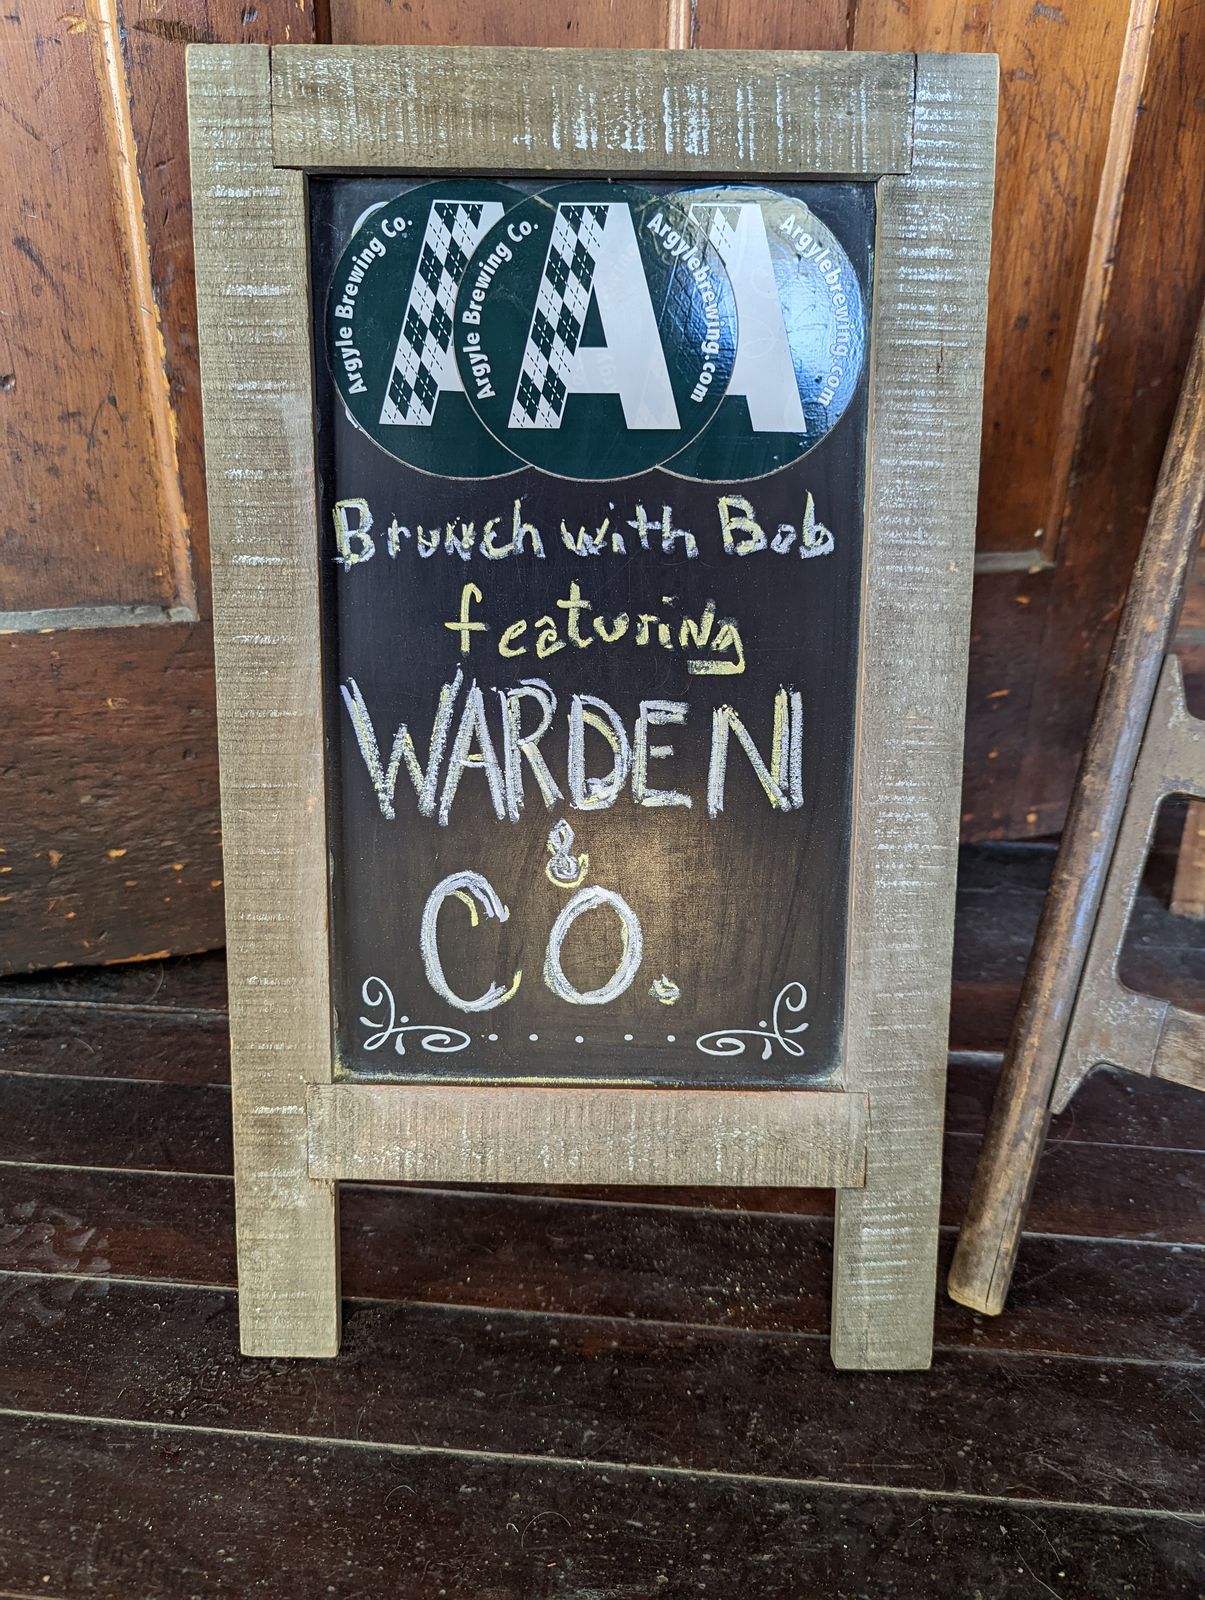 Argyle Brewing Co. A
Argyle Brewing Co. A Argylebrewing.com
A Argylebrewing.com
Brunch with Bob
featuring
WARDEN
&
CO.